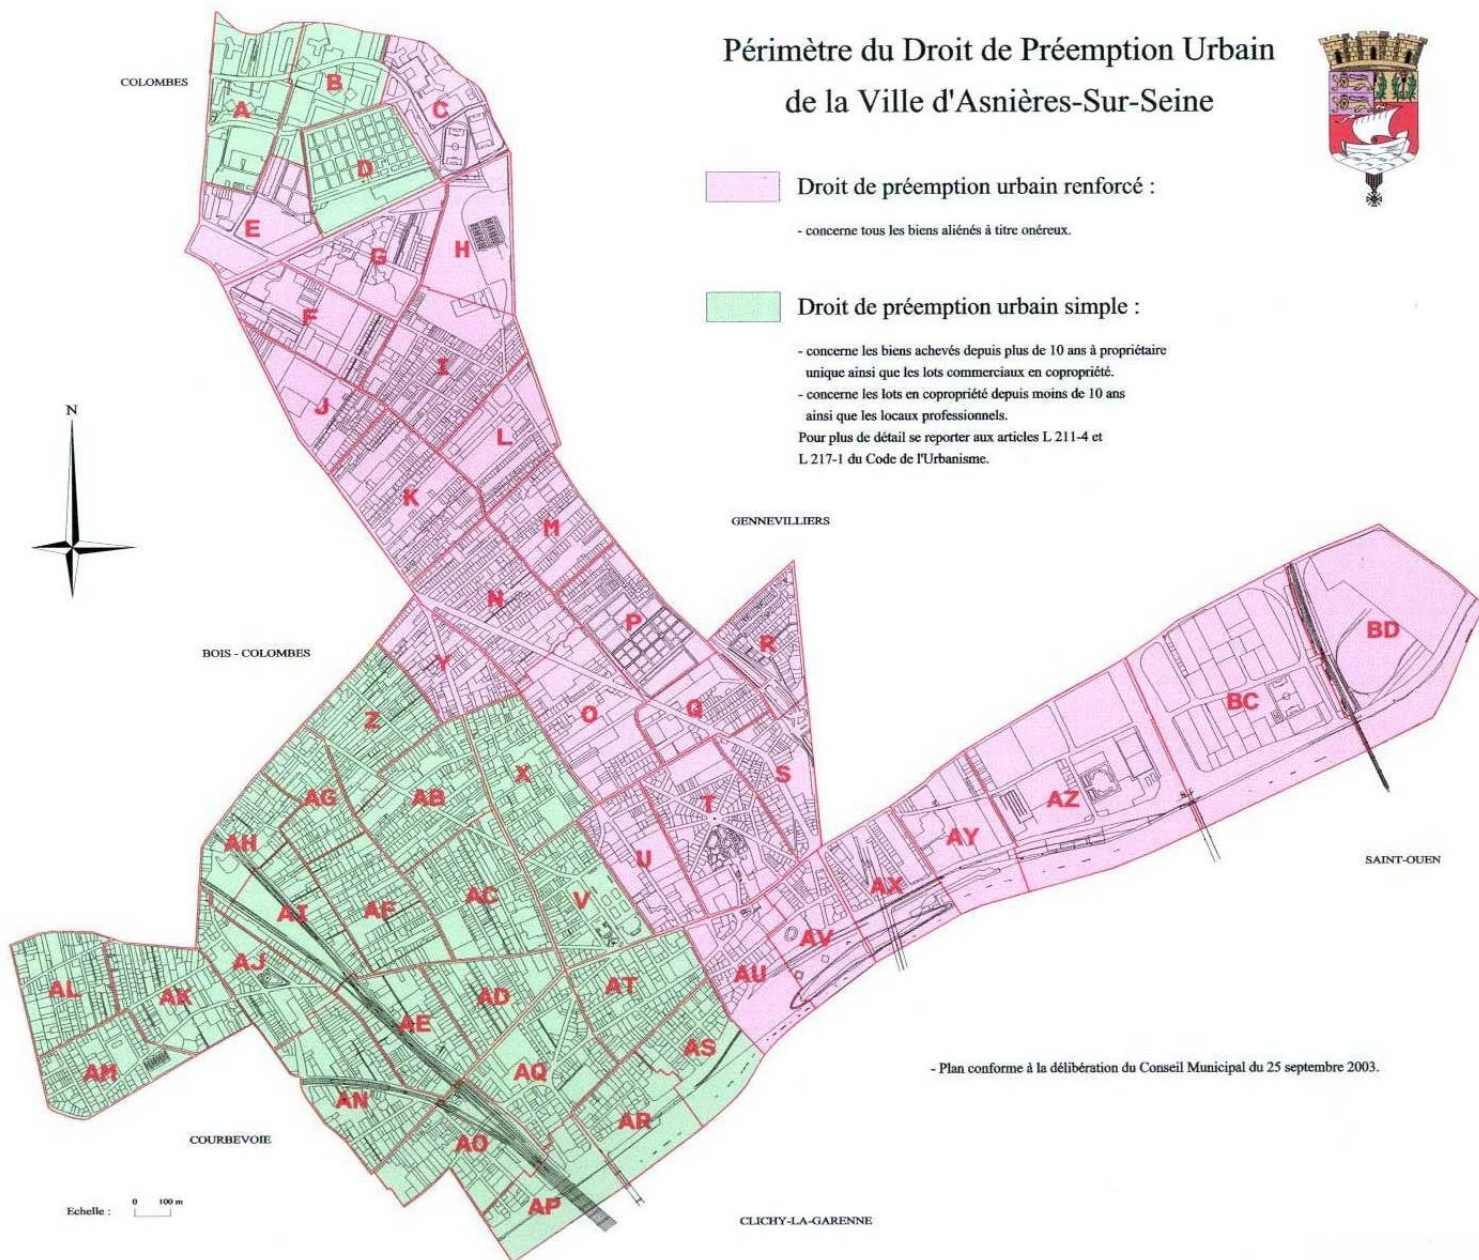 Périmètre du Droit de Préemption Urbain
de la Ville d'Asnières-Sur-Seine
COLOMBES
Droit de préemption urbain renforcé :
- concerne tous les biens aliénés à titre onéreux.
Droit de préemption urbain simple :
- concerne les biens achevés depuis plus de 10 ans à propriétaire
unique ainsi que les lots commerciaux en copropriété.
- concerne les lots en copropriété depuis moins de 10 ans
ainsi que les locaux professionnels.
Pour plus de détail se reporter aux articles L 211-4 et
L 217-1 du Code de l'Urbanisme.
N
GENNEVILLIERS
BOIS - COLOMBES
SAINT-OUEN
- Plan conforme à la délibération du Conseil Municipal du 25 septembre 2003.
COURBEVOIE
CLICHY-LA-GARENNE
Echelle :
0 100 m
A
B
C
D
E
F
G
H
I
J
K
L
M
N
P
R
Y
O
Q
S
T
U
Z
X
AB
AG
AH
AI
AF
AC
V
AL
AK
AJ
AM
AE
AD
AT
AU
AV
AX
AY
AZ
BC
BD
AS
AQ
AR
AN
AO
AP